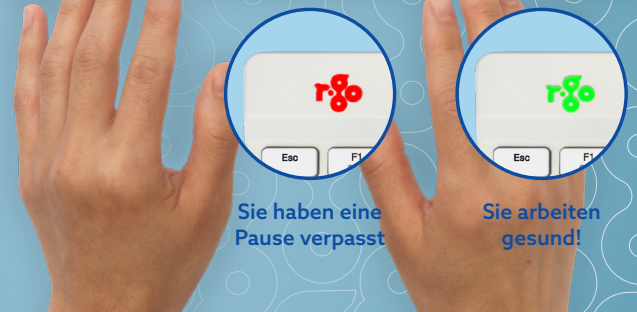 r·go
Esc
F1
Sie haben eine
Pause verpasst
r·go
Esc
F1
Sie arbeiten
gesund!